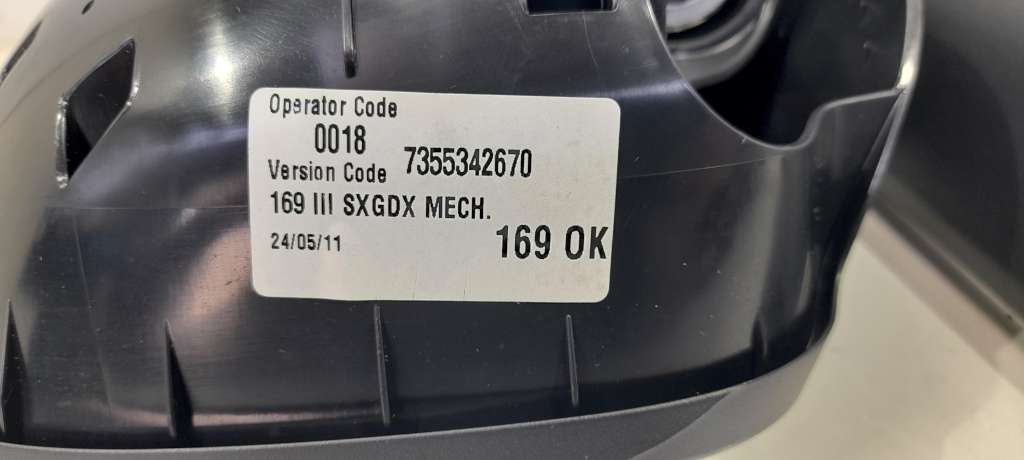 Operator Code
0018
Version Code 7355342670
169 III SXGDX MECH.
24/05/11 169 OK